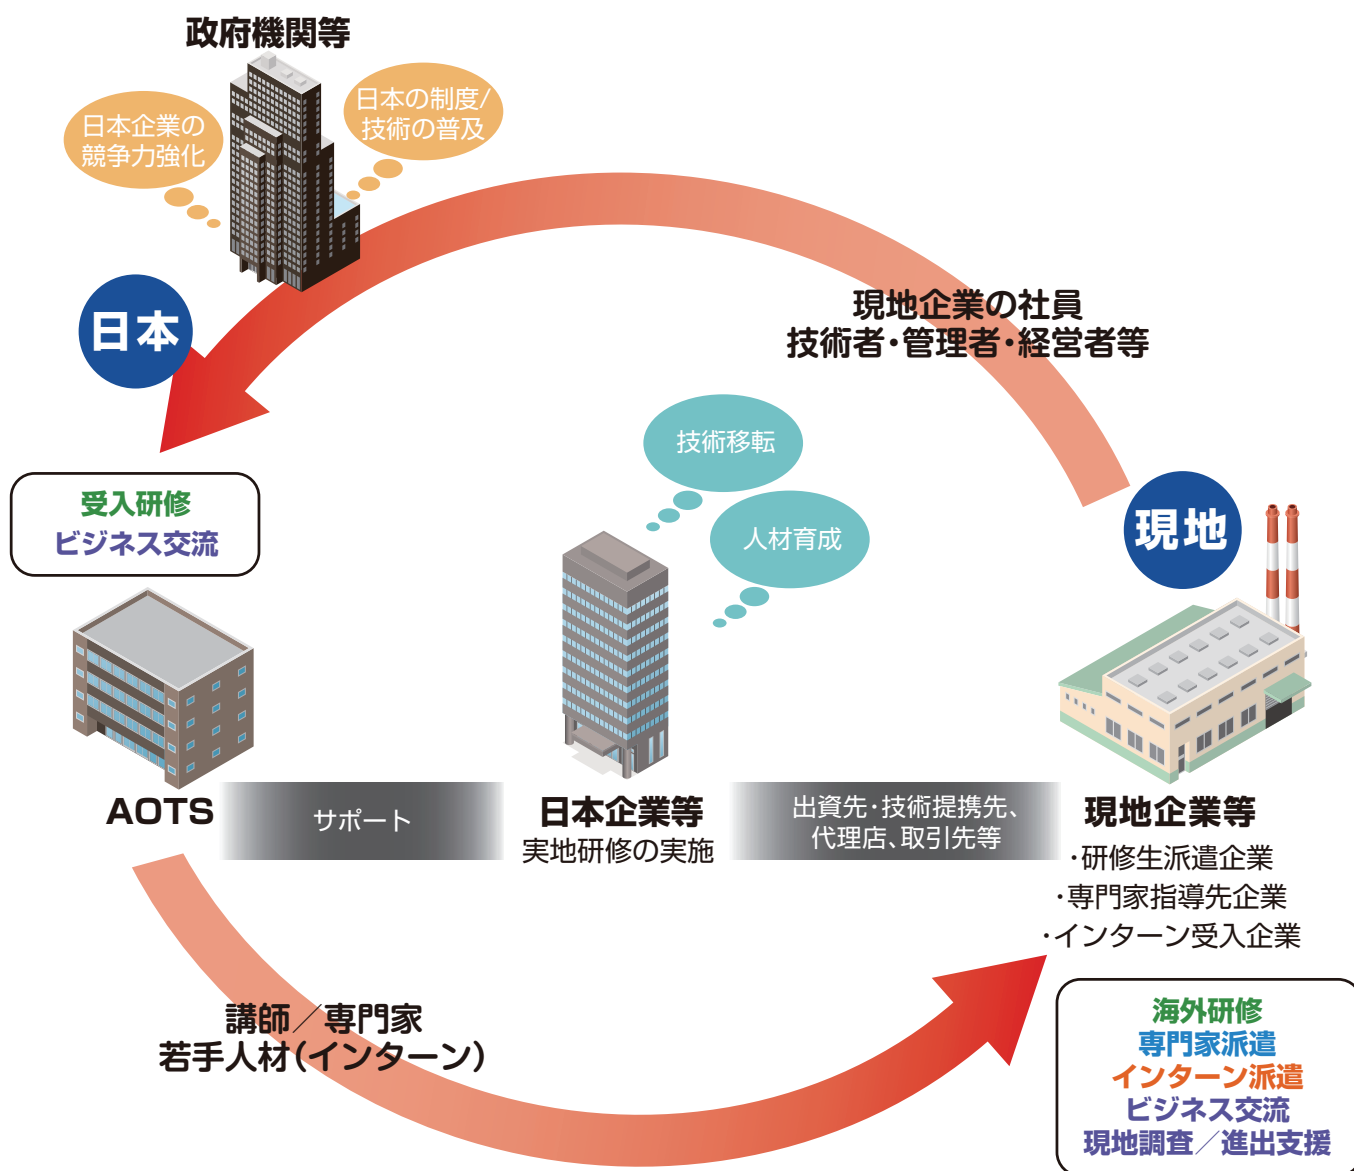 政府機関等
日本企業の
競争力強化
日本の制度/
技術の普及
日本
現地企業の社員
技術者・管理者・経営者等
技術移転
人材育成
受入研修
ビジネス交流
現地
AOTS
サポート
日本企業等
実地研修の実施
出資先・技術提携先、
代理店、取引先等
現地企業等
・研修生派遣企業
・専門家指導先企業
・インターン受入企業
講師／専門家
若手人材（インターン）
海外研修
専門家派遣
インターン派遣
ビジネス交流
現地調査／進出支援